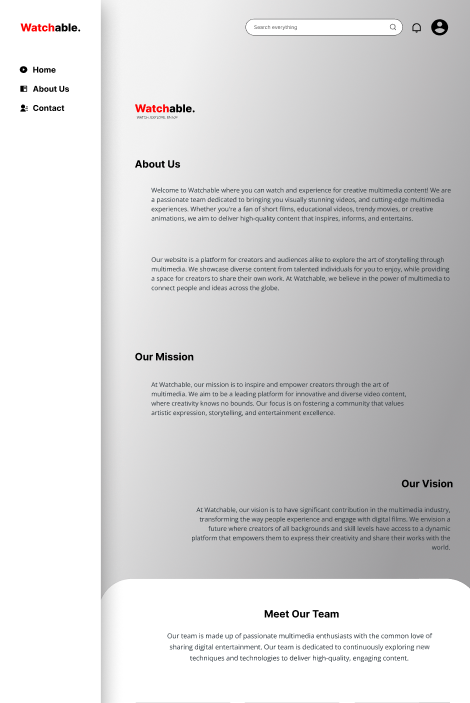 Watchable.
Search everything
Home
About Us
Contact
Watchable.
WATCH. EXPLORE. ENJOY.
About Us
Welcome to Watchable where you can watch and experience for creative multimedia content! We are
a passionate team dedicated to bringing you visually stunning videos, and cutting-edge multimedia
experiences. Whether you're a fan of short films, educational videos, trendy movies, or creative
animations, we aim to deliver high-quality content that inspires, informs, and entertains.
Our website is a platform for creators and audiences alike to explore the art of storytelling through
multimedia. We showcase diverse content from talented individuals for you to enjoy, while providing
a space for creators to share their own work. At Watchable, we believe in the power of multimedia to
connect people and ideas across the globe.
Our Mission
At Watchable, our mission is to inspire and empower creators through the art of
multimedia. We aim to be a leading platform for innovative and diverse video content,
where creativity knows no bounds. Our focus is on fostering a community that values
artistic expression, storytelling, and entertainment excellence.
Our Vision
At Watchable, our vision is to have significant contribution in the multimedia industry,
transforming the way people experience and engage with digital films. We envision a
future where creators of all backgrounds and skill levels have access to a dynamic
platform that empowers them to express their creativity and share their works with the
world.
Meet Our Team
Our team is made up of passionate multimedia enthusiasts with the common love of
sharing digital entertainment. Our team is dedicated to continuously exploring new
techniques and technologies to deliver high-quality, engaging content.